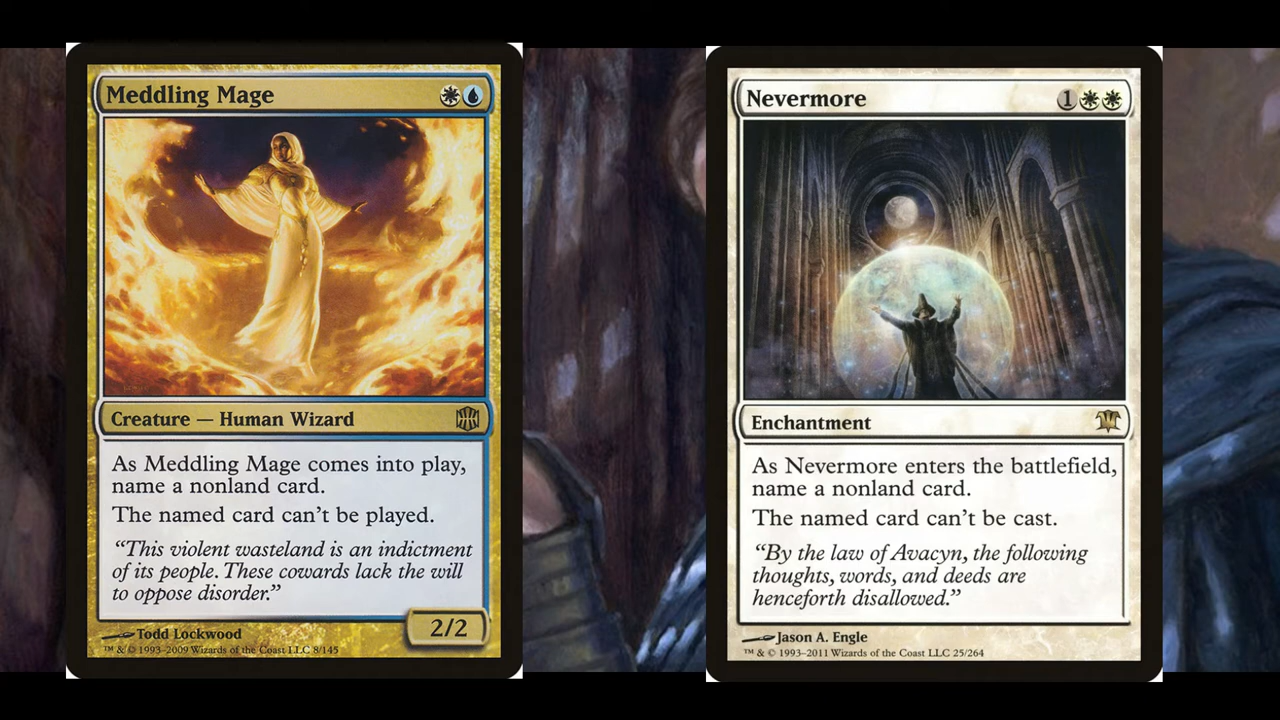 Meddling Mage
Creature — Human Wizard
As Meddling Mage comes into play,
name a nonland card.
The named card can't be played.
“This violent wasteland is an indictment
of its people. These cowards lack the will
to oppose disorder.”
2/2
Todd Lockwood
™ & © 1993–2009 Wizards of the Coast LLC 8/145
Nevermore
1
Enchantment
As Nevermore enters the battlefield,
name a nonland card.
The named card can't be cast.
“By the law of Avacyn, the following
thoughts, words, and deeds are
henceforth disallowed.”
Jason A. Engle
™ & © 1993–2011 Wizards of the Coast LLC 25/264